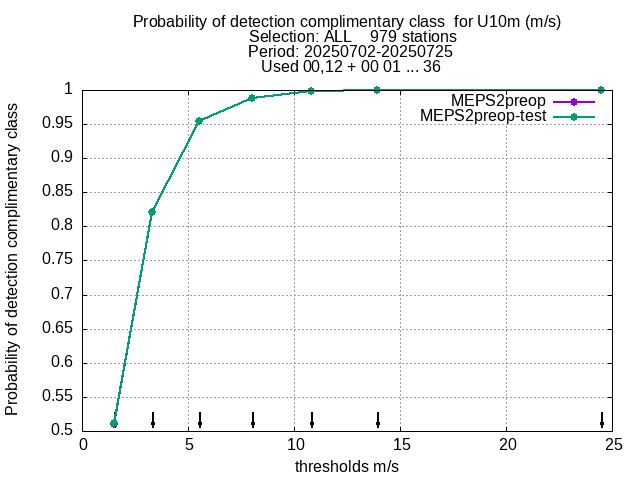 Probability of detection complimentary class  for U10m (m/s)
Selection: ALL    979 stations
Period: 20250702-20250725
Used 00,12 + 00 01 ... 36
Probability of detection complimentary class
1
0.95
0.9
0.85
0.8
0.75
0.7
0.65
0.6
0.55
0.5
MEPS2preop
MEPS2preop-test
0 5 10 15 20 25
thresholds m/s